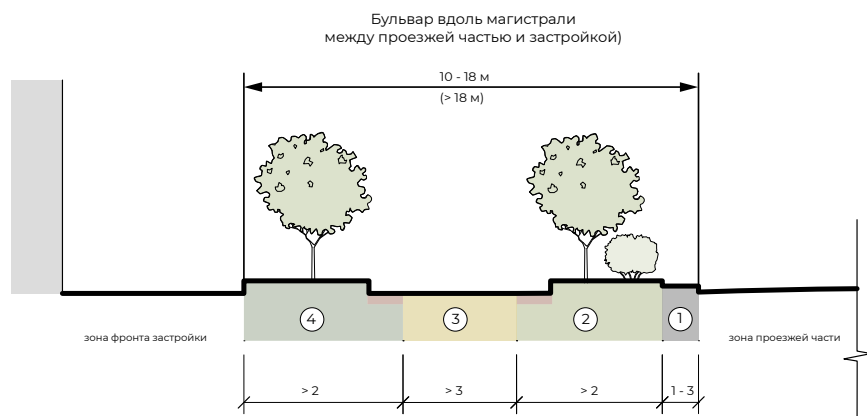 Бульвар вдоль магистрали
между проезжей частью и застройкой)
10 - 18 м
(> 18 м)
4
3
2
1
зона фронта застройки
зона проезжей части
> 2
> 3
> 2
1 - 3